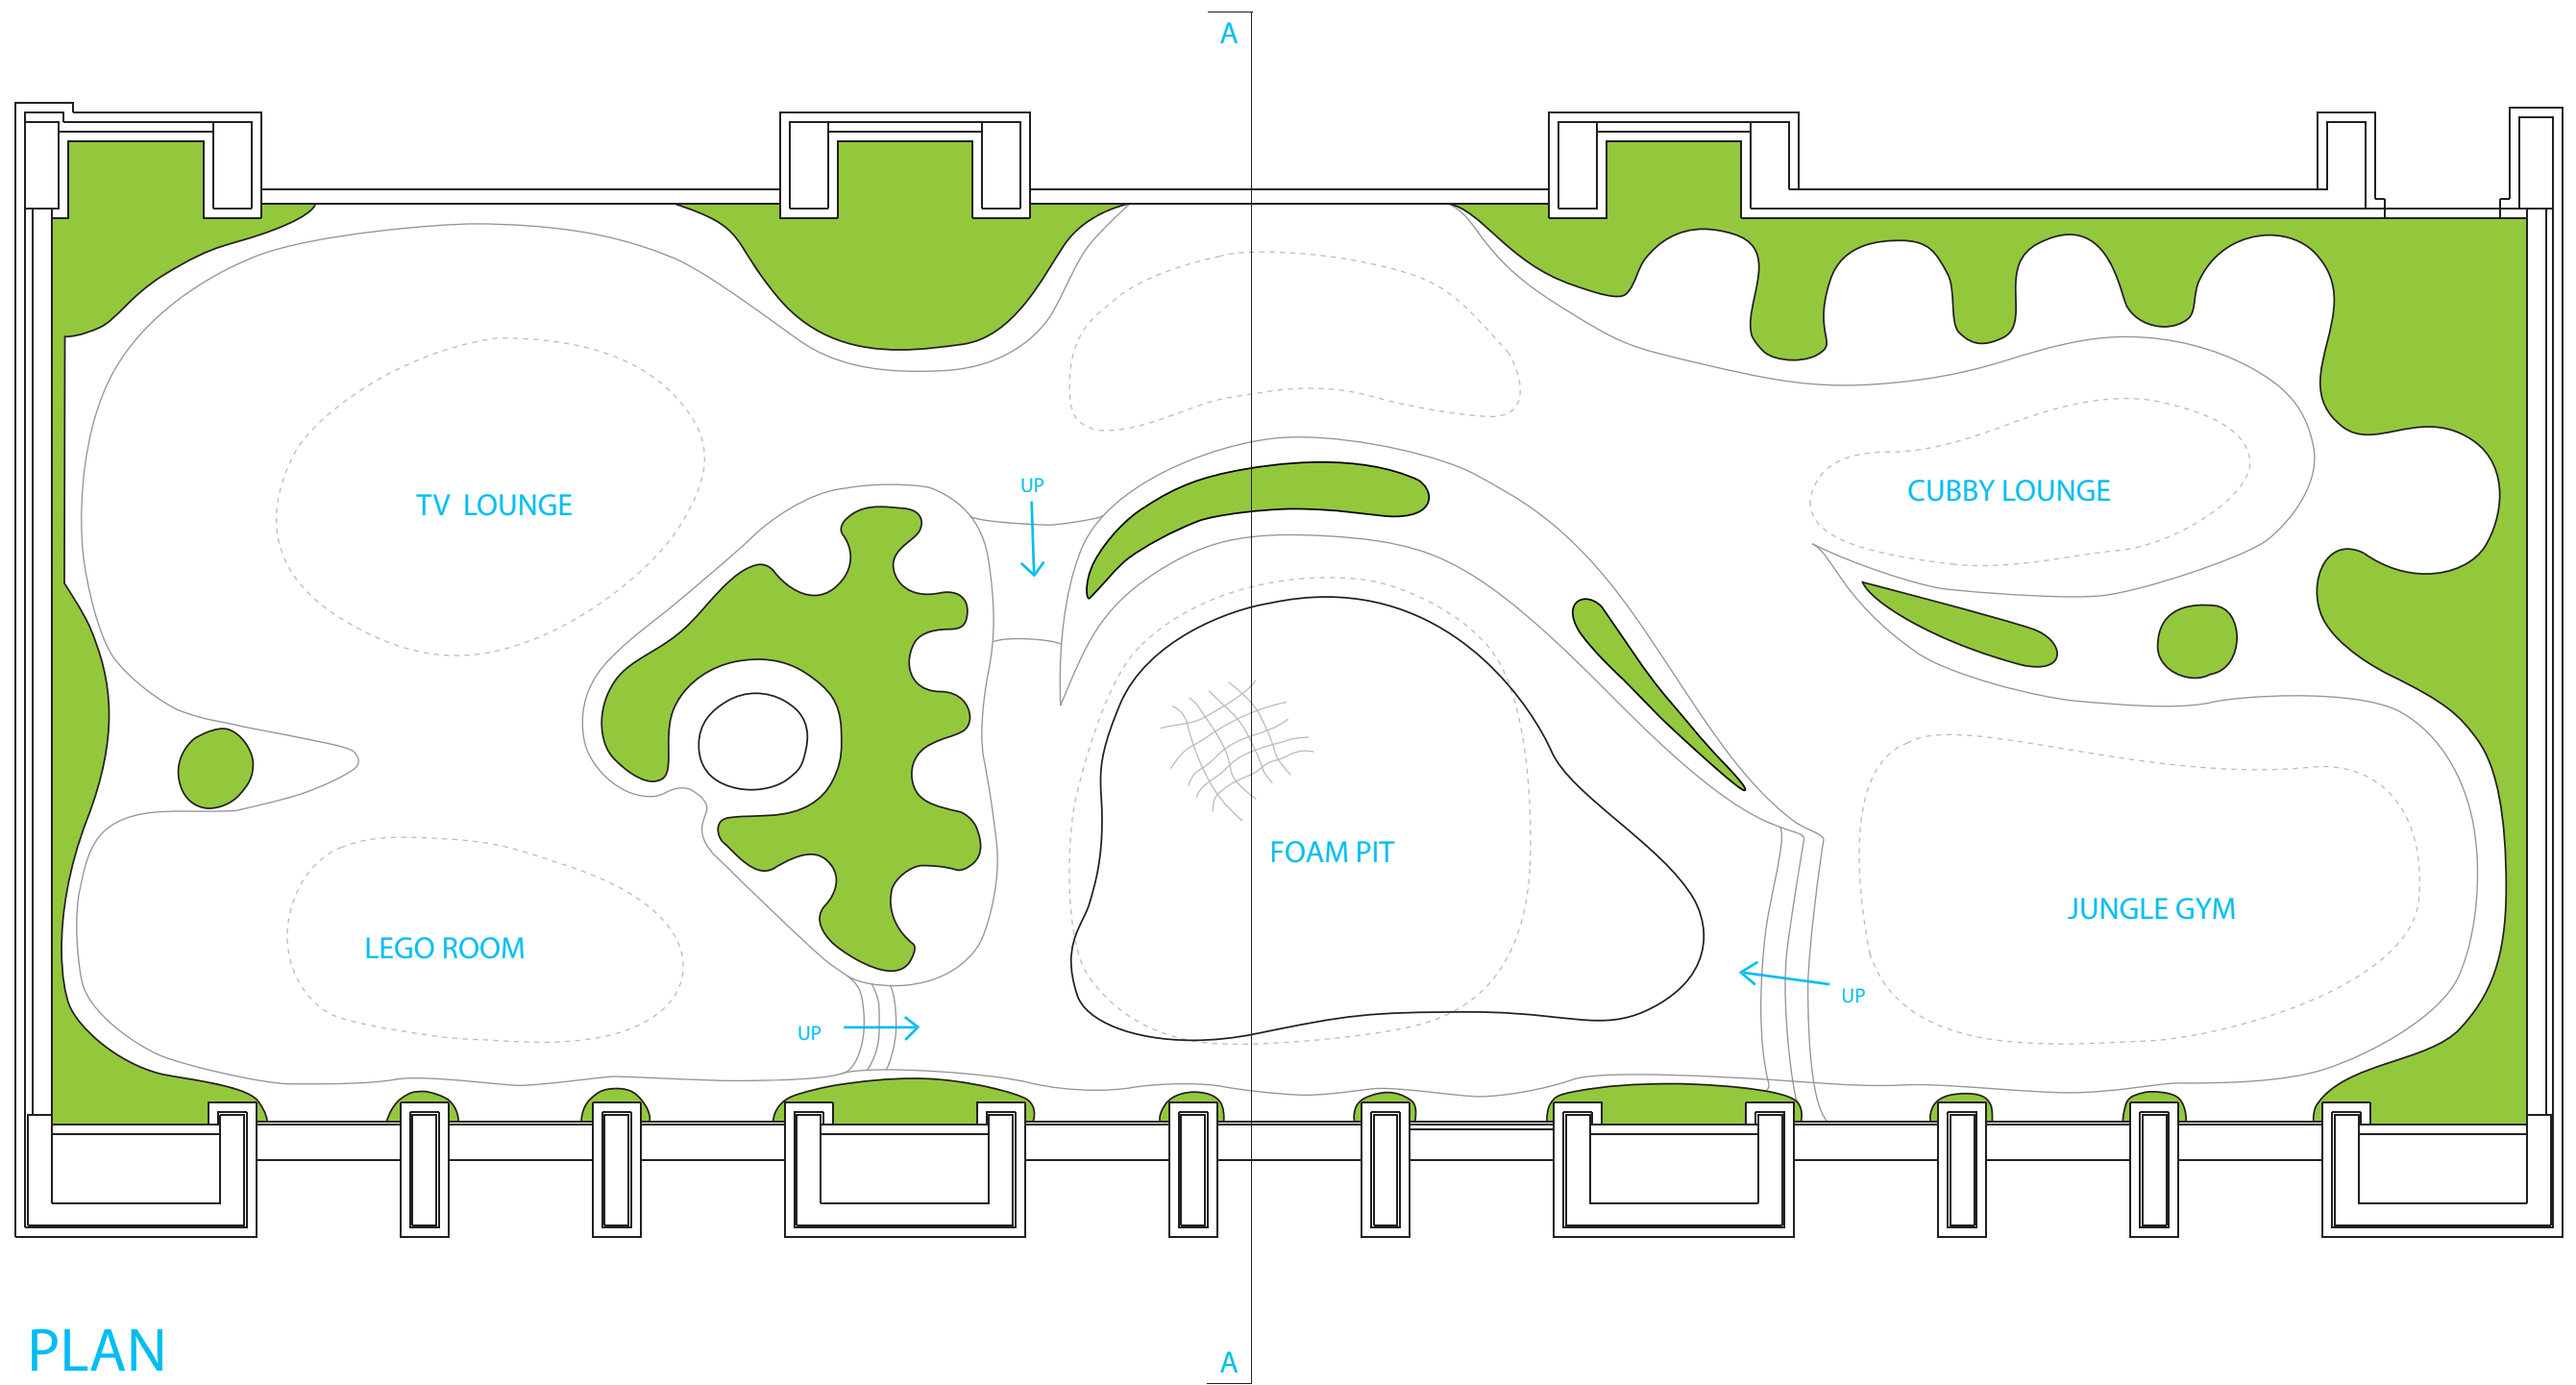 A
UP
TV LOUNGE
CUBBY LOUNGE
FOAM PIT
JUNGLE GYM
LEGO ROOM
UP
UP
PLAN
A